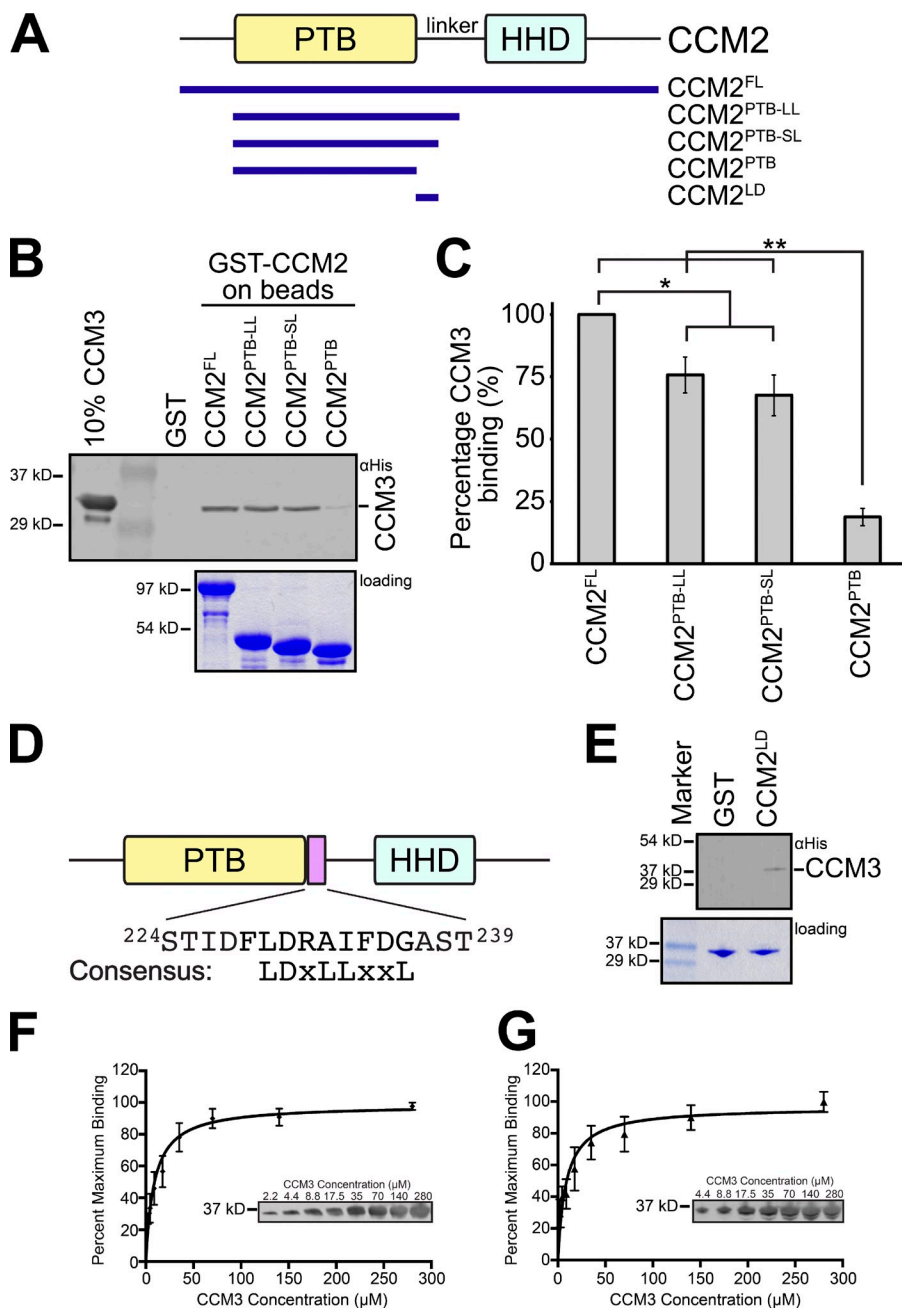 A
PTB linker HHD CCM2
CCM2FL
CCM2PTB-LL
CCM2PTB-SL
CCM2PTB
CCM2LD
B
GST-CCM2
on beads
10% CCM3
GST
CCM2FL
CCM2PTB-LL
CCM2PTB-SL
CCM2PTB
αHis
37 kD
29 kD
CCM3
loading
97 kD
54 kD
C
**
*
Percentage CCM3
binding (%)
100
75
50
25
0
CCM2FL
CCM2PTB-LL
CCM2PTB-SL
CCM2PTB
D
PTB HHD
224STIDFLDRAIFDGAST239
Consensus: LDxLLxxL
E
Marker
GST
CCM2LD
54 kD
αHis
37 kD
CCM3
29 kD
loading
37 kD
29 kD
F
Percent Maximum Binding
120
100
80
60
40
20
0
CCM3 Concentration (µM)
2.2 4.4 8.8 17.5 35 70 140 280
37 kD
0 50 100 150 200 250 300
CCM3 Concentration (µM)
G
Percent Maximum Binding
120
100
80
60
40
20
0
CCM3 Concentration (µM)
4.4 8.8 17.5 35 70 140 280
37 kD
0 50 100 150 200 250 300
CCM3 Concentration (µM)